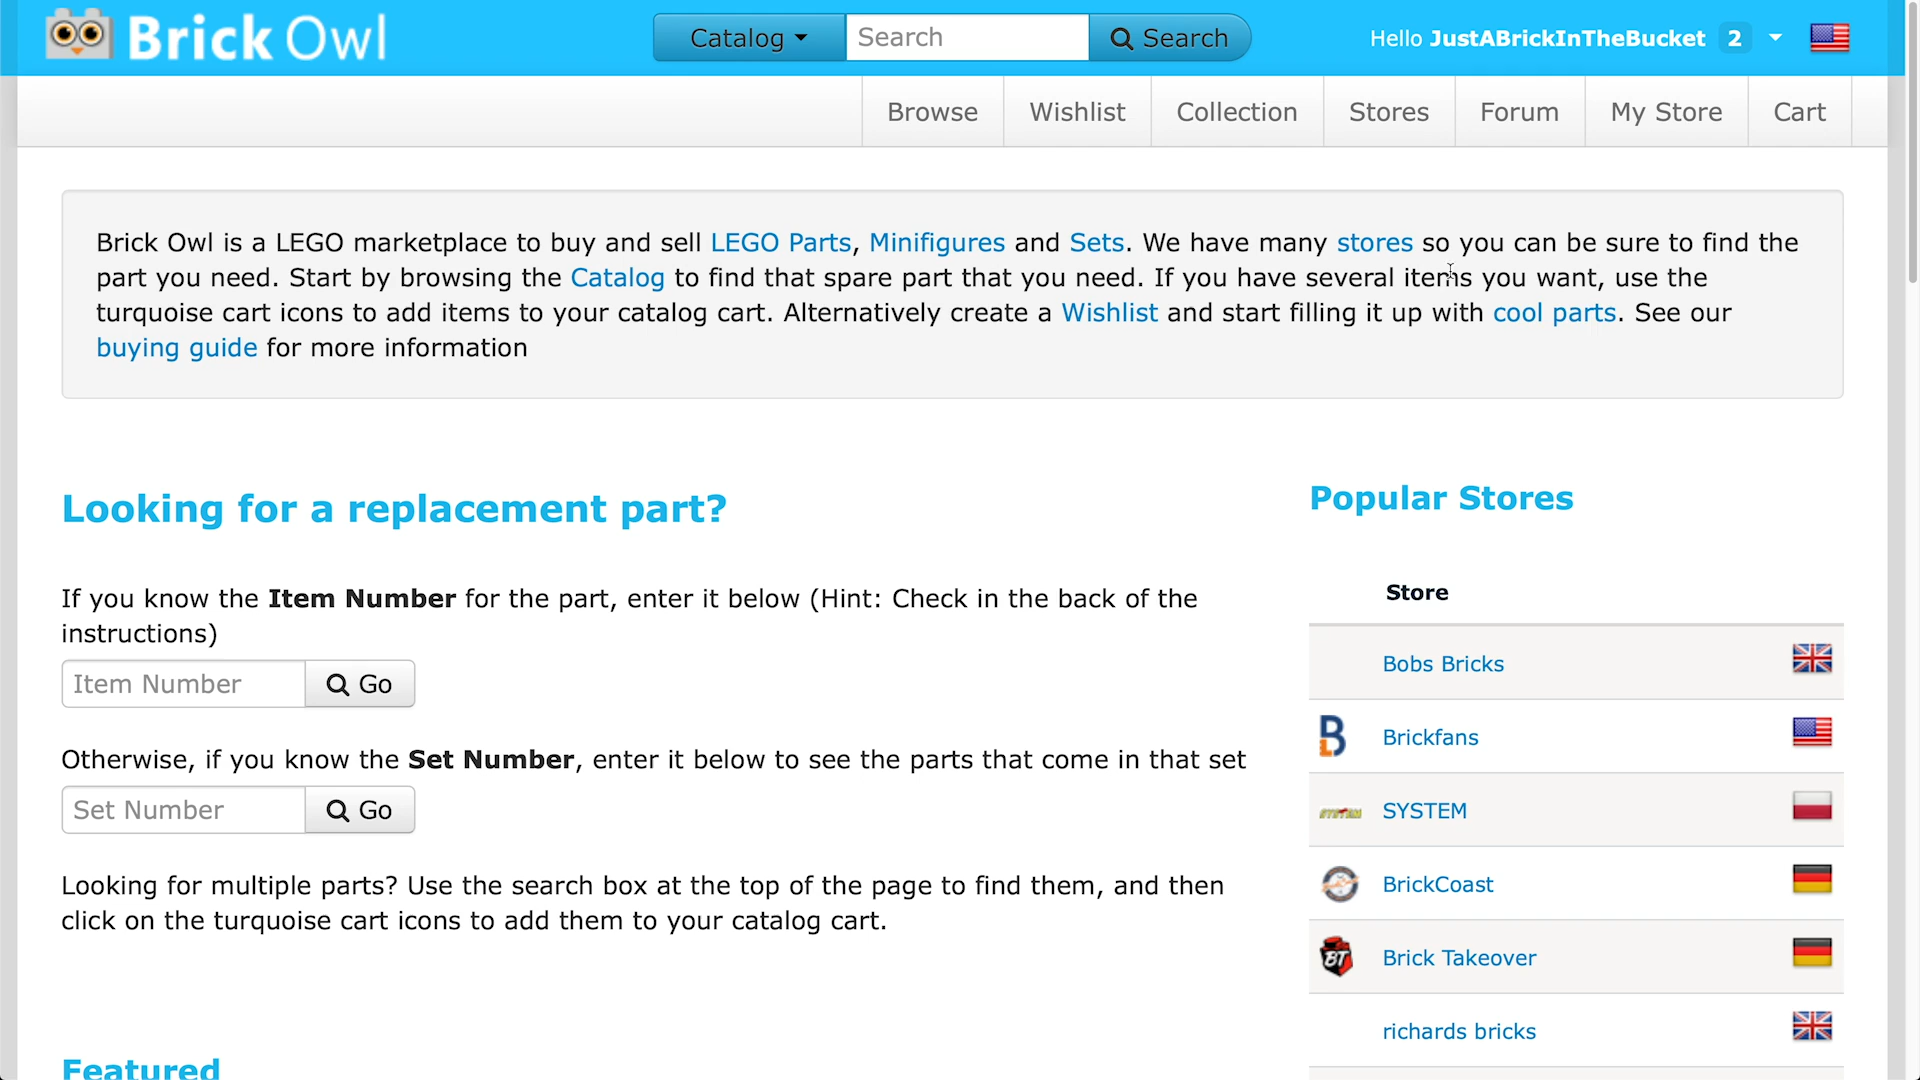 Brick Owl
Catalog
Search
Search
Hello JustABrickInTheBucket 2
Browse
Wishlist
Collection
Stores
Forum
My Store
Cart
Brick Owl is a LEGO marketplace to buy and sell LEGO Parts, Minifigures and Sets. We have many stores so you can be sure to find the
part you need. Start by browsing the Catalog to find that spare part that you need. If you have several items you want, use the
turquoise cart icons to add items to your catalog cart. Alternatively create a Wishlist and start filling it up with cool parts. See our
buying guide for more information
Looking for a replacement part?
If you know the Item Number for the part, enter it below (Hint: Check in the back of the
instructions)
Item Number
Go
Otherwise, if you know the Set Number, enter it below to see the parts that come in that set
Set Number
Go
Looking for multiple parts? Use the search box at the top of the page to find them, and then
click on the turquoise cart icons to add them to your catalog cart.
Featured
Popular Stores
Store
Bobs Bricks
B
Brickfans
SYSTEM
BrickCoast
BT
Brick Takeover
richards bricks